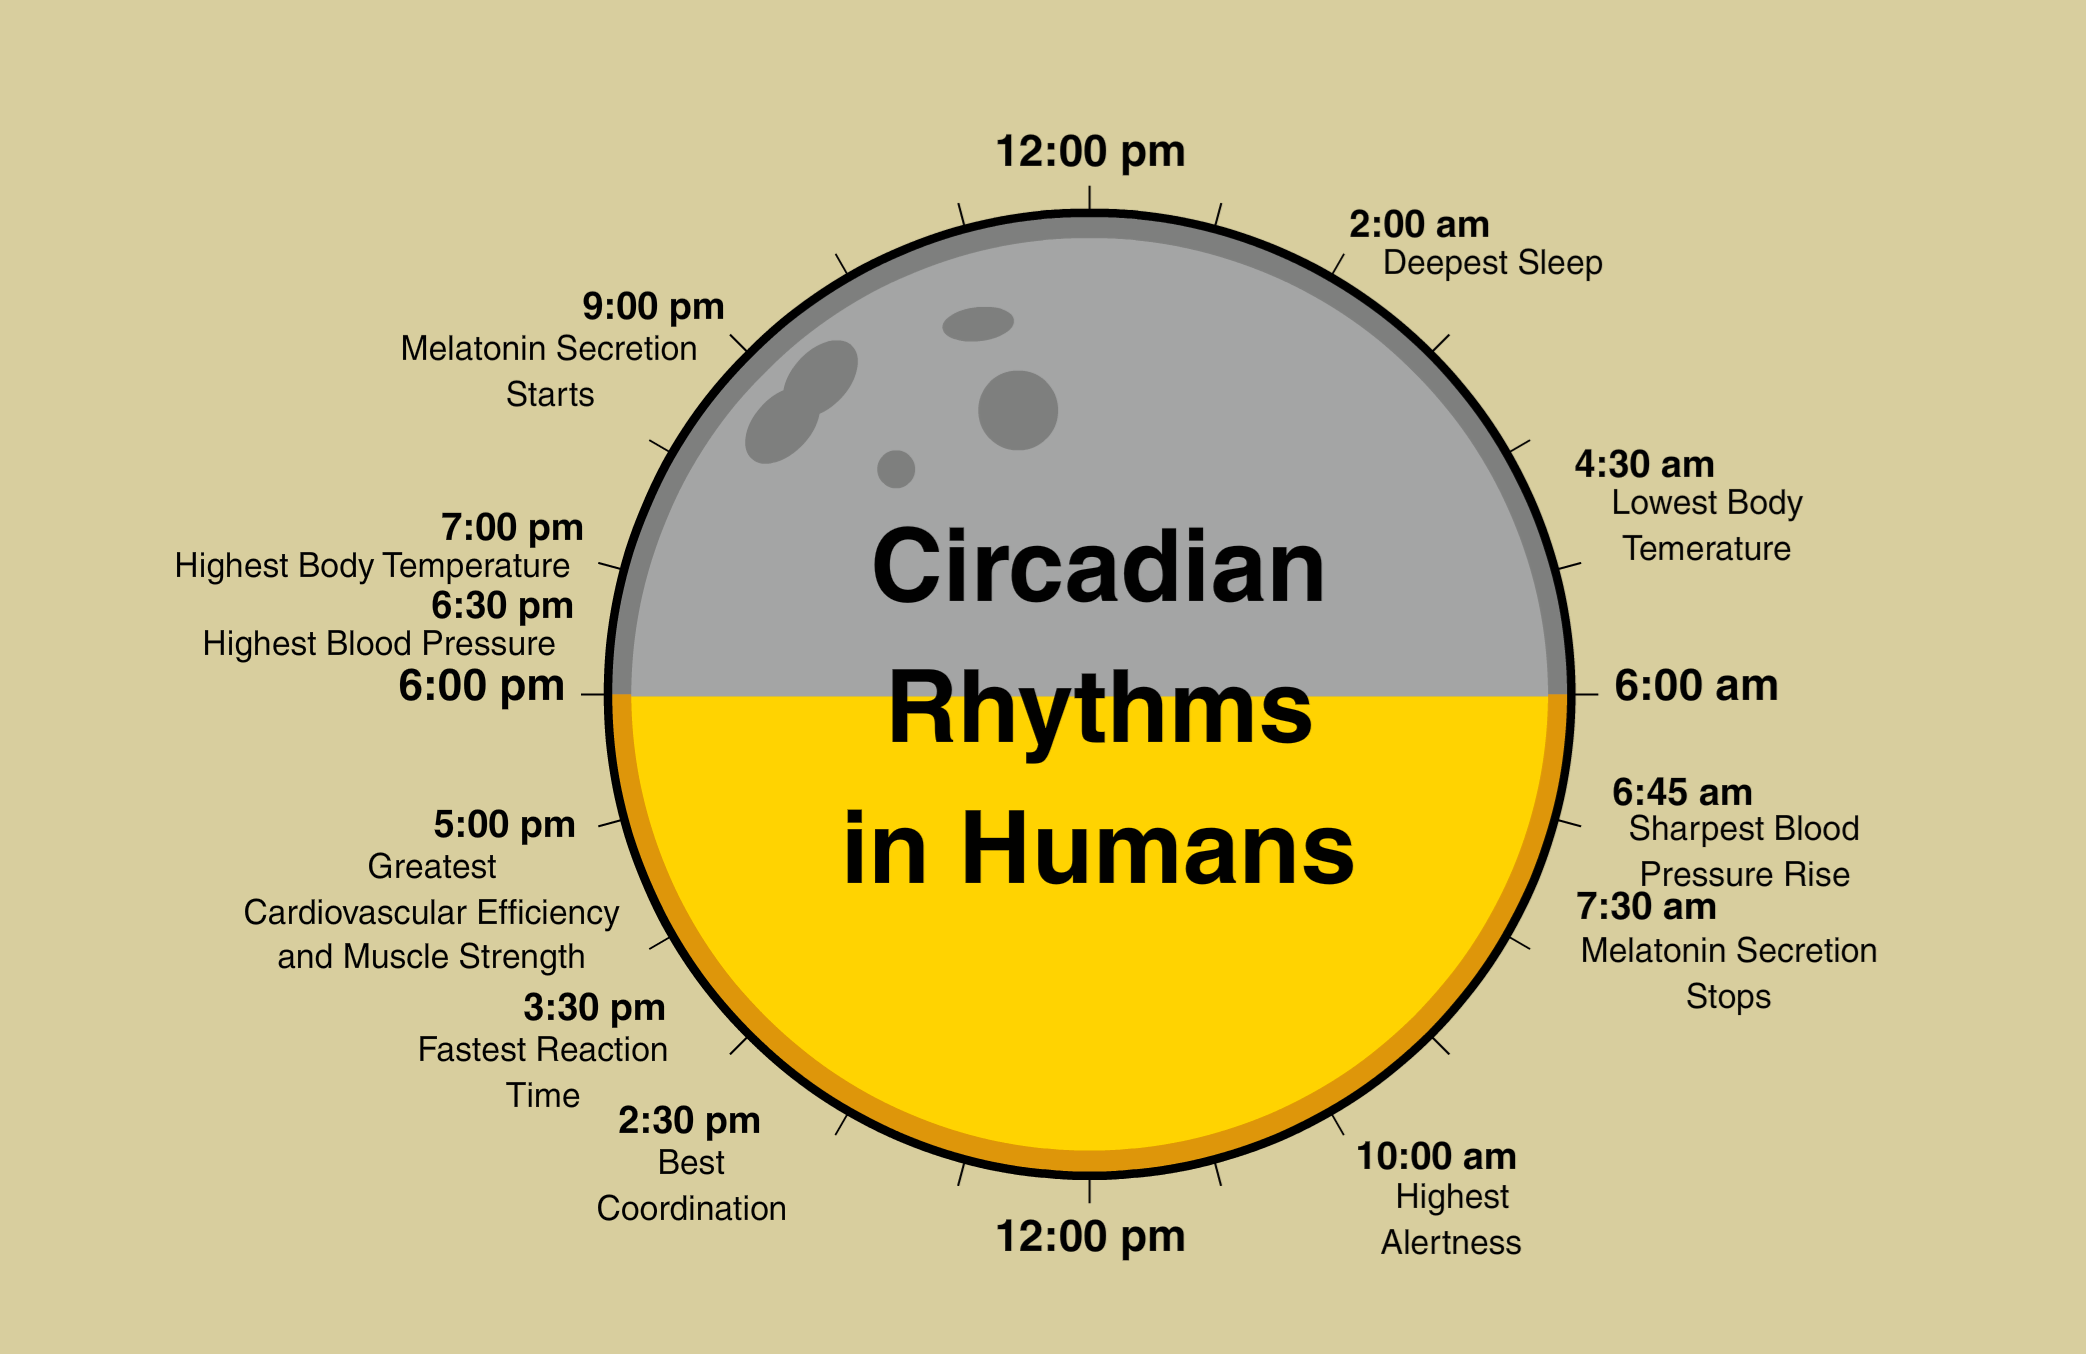 12:00 pm
2:00 am
Deepest Sleep
4:30 am
Lowest Body
Temerature
6:00 am
6:45 am
Sharpest Blood
Pressure Rise
7:30 am
Melatonin Secretion
Stops
10:00 am
Highest
Alertness
12:00 pm
2:30 pm
Best
Coordination
3:30 pm
Fastest Reaction
Time
5:00 pm
Greatest
Cardiovascular Efficiency
and Muscle Strength
6:00 pm
6:30 pm
Highest Blood Pressure
7:00 pm
Highest Body Temperature
9:00 pm
Melatonin Secretion
Starts
Circadian
Rhythms
in Humans